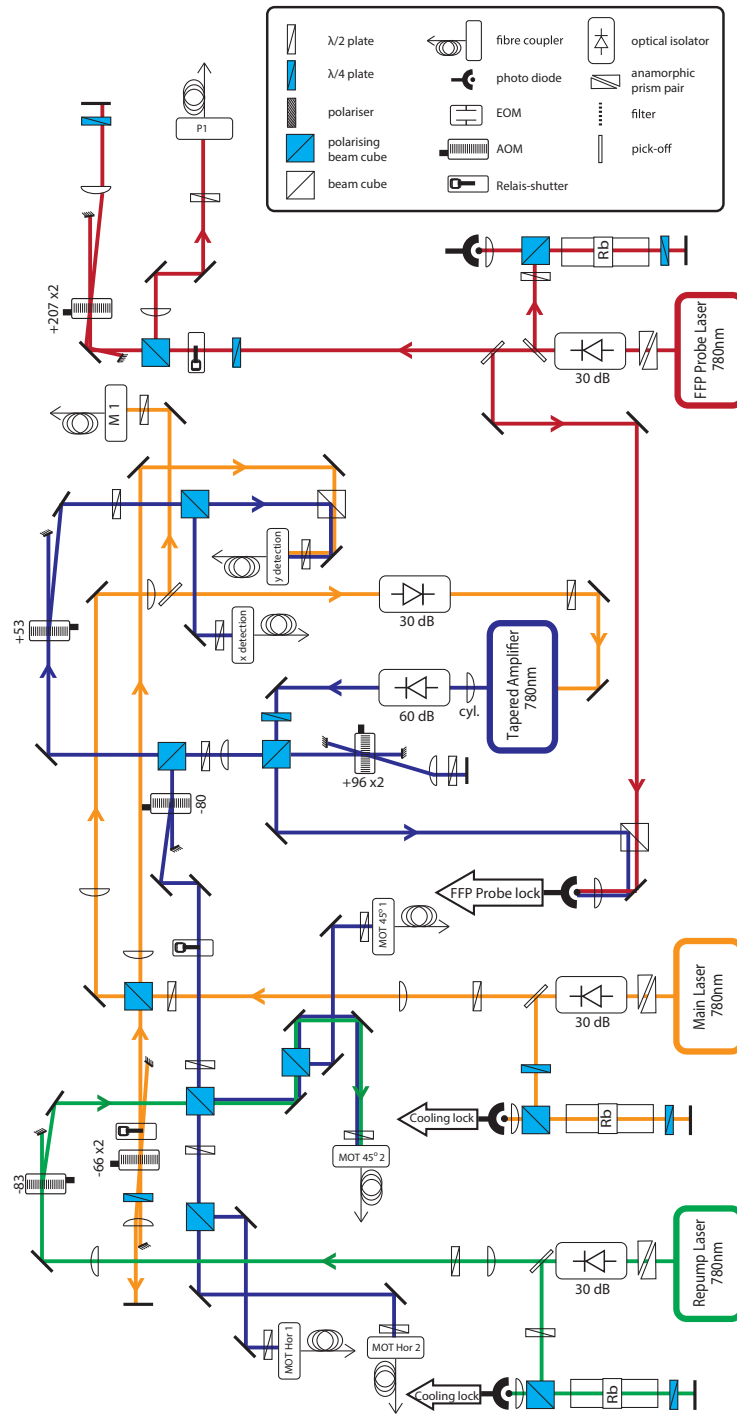 λ/2 plate
λ/4 plate
polariser
polarising
beam cube
beam cube
fibre coupler
photo diode
EOM
AOM
Relais-shutter
optical isolator
anamorphic
prism pair
filter
pick-off
P1
+207 x2
M 1
Rb
30 dB
FFP Probe Laser
780nm
+53
y detection
x detection
30 dB
60 dB
cyl.
Tapered Amplifier
780nm
+96 x2
-80
FFP Probe lock
MOT 45° 1
30 dB
Main Laser
780nm
Cooling lock
Rb
-66 x2
-83
MOT 45° 2
MOT Hor 1
MOT Hor 2
30 dB
Repump Laser
780nm
Cooling lock
Rb